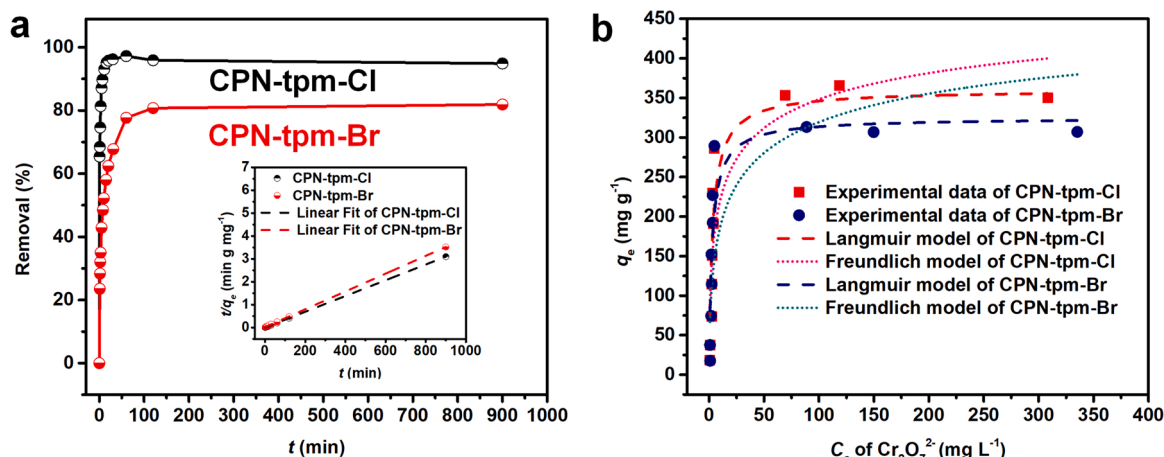 a
Removal (%)
100
80
60
40
20
0
CPN-tpm-Cl
CPN-tpm-Br
0 100 200 300 400 500 600 700 800 900 1000
t (min)
t/qe (min g mg-1)
7
6
5
4
3
2
1
0
CPN-tpm-Cl
CPN-tpm-Br
Linear Fit of CPN-tpm-Cl
Linear Fit of CPN-tpm-Br
0 200 400 600 800 1000
t (min)
b
qe (mg g-1)
450
400
350
300
250
200
150
100
50
0
Experimental data of CPN-tpm-Cl
Experimental data of CPN-tpm-Br
Langmuir model of CPN-tpm-Cl
Freundlich model of CPN-tpm-Cl
Langmuir model of CPN-tpm-Br
Freundlich model of CPN-tpm-Br
0 50 100 150 200 250 300 350 400
Ce of Cr2O72- (mg L-1)